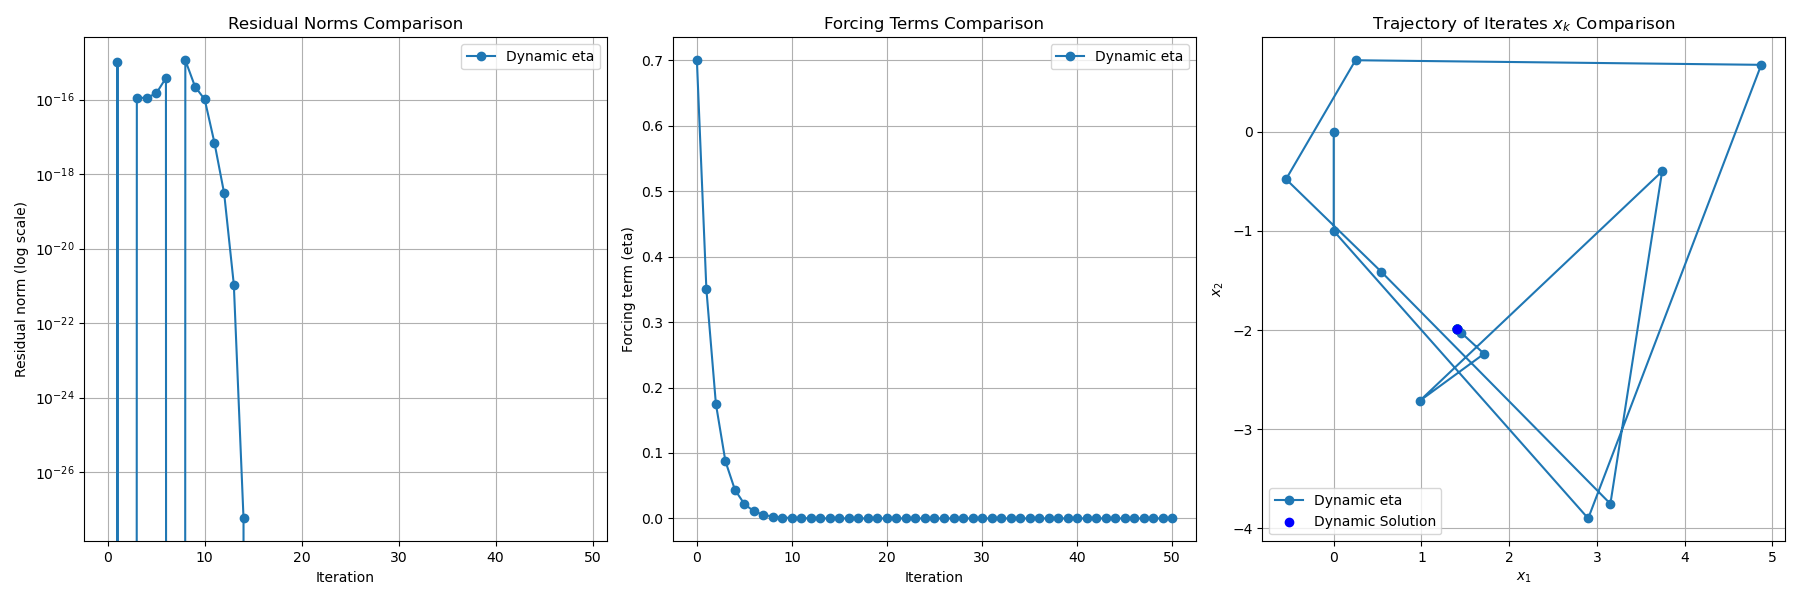 Residual Norms Comparison
Residual norm (log scale)
10⁻¹⁶
10⁻¹⁸
10⁻²⁰
10⁻²²
10⁻²⁴
10⁻²⁶
Dynamic eta
0 10 20 30 40 50
Iteration
Forcing Terms Comparison
Forcing term (eta)
0.7
0.6
0.5
0.4
0.3
0.2
0.1
0.0
Dynamic eta
0 10 20 30 40 50
Iteration
Trajectory of Iterates xₖ Comparison
x₂
0
−1
−2
−3
−4
Dynamic eta
Dynamic Solution
0 1 2 3 4 5
x₁